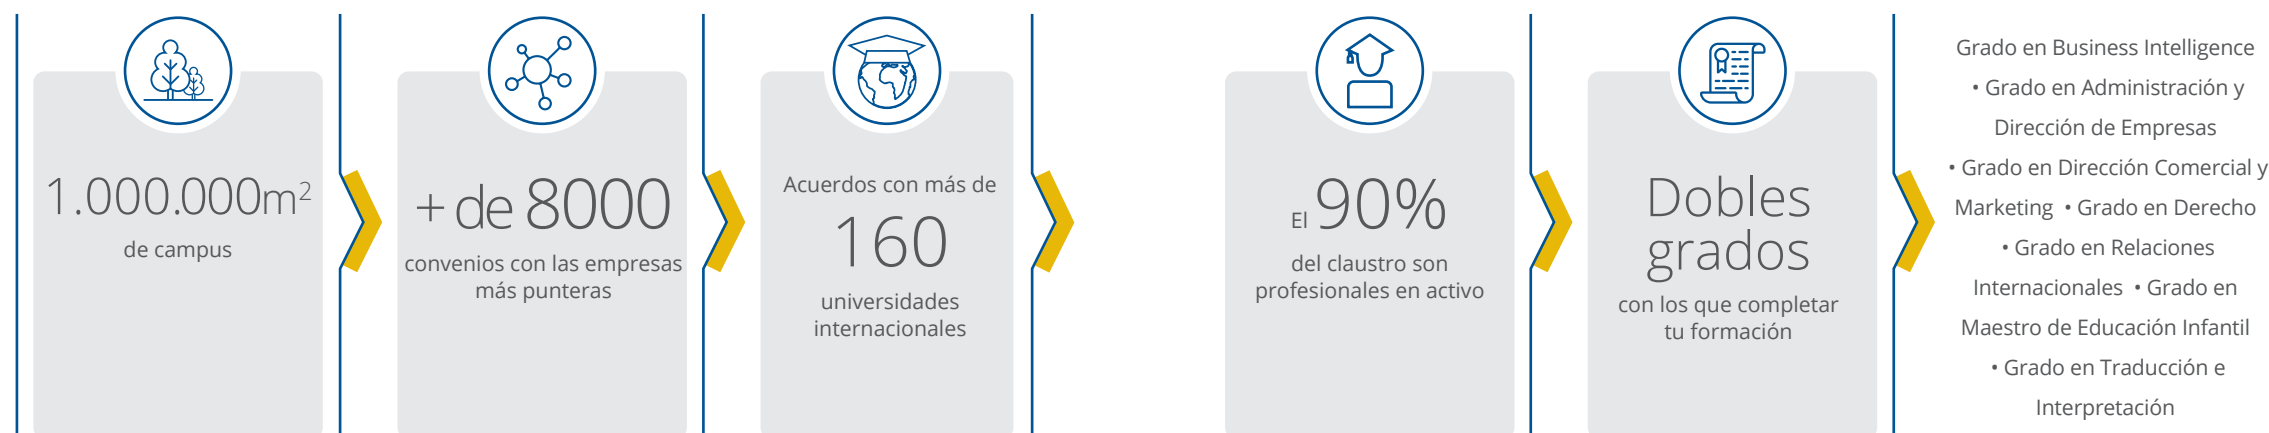 1.000.000m²
de campus
+ de 8000
convenios con las empresas
más punteras
Acuerdos con más de
160
universidades
internacionales
El 90%
del claustro son
profesionales en activo
Dobles
grados
con los que completar
tu formación
Grado en Business Intelligence
• Grado en Administración y
Dirección de Empresas
• Grado en Dirección Comercial y
Marketing • Grado en Derecho
• Grado en Relaciones
Internacionales • Grado en
Maestro de Educación Infantil
• Grado en Traducción e
Interpretación